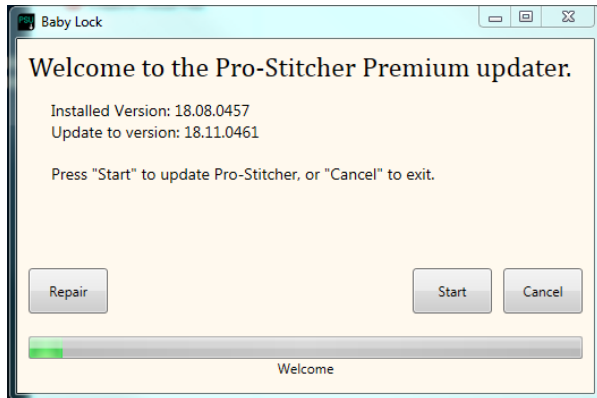 PSU
Baby Lock
Welcome to the Pro-Stitcher Premium updater.
Installed Version: 18.08.0457
Update to version: 18.11.0461
Press "Start" to update Pro-Stitcher, or "Cancel" to exit.
Repair Start Cancel
Welcome